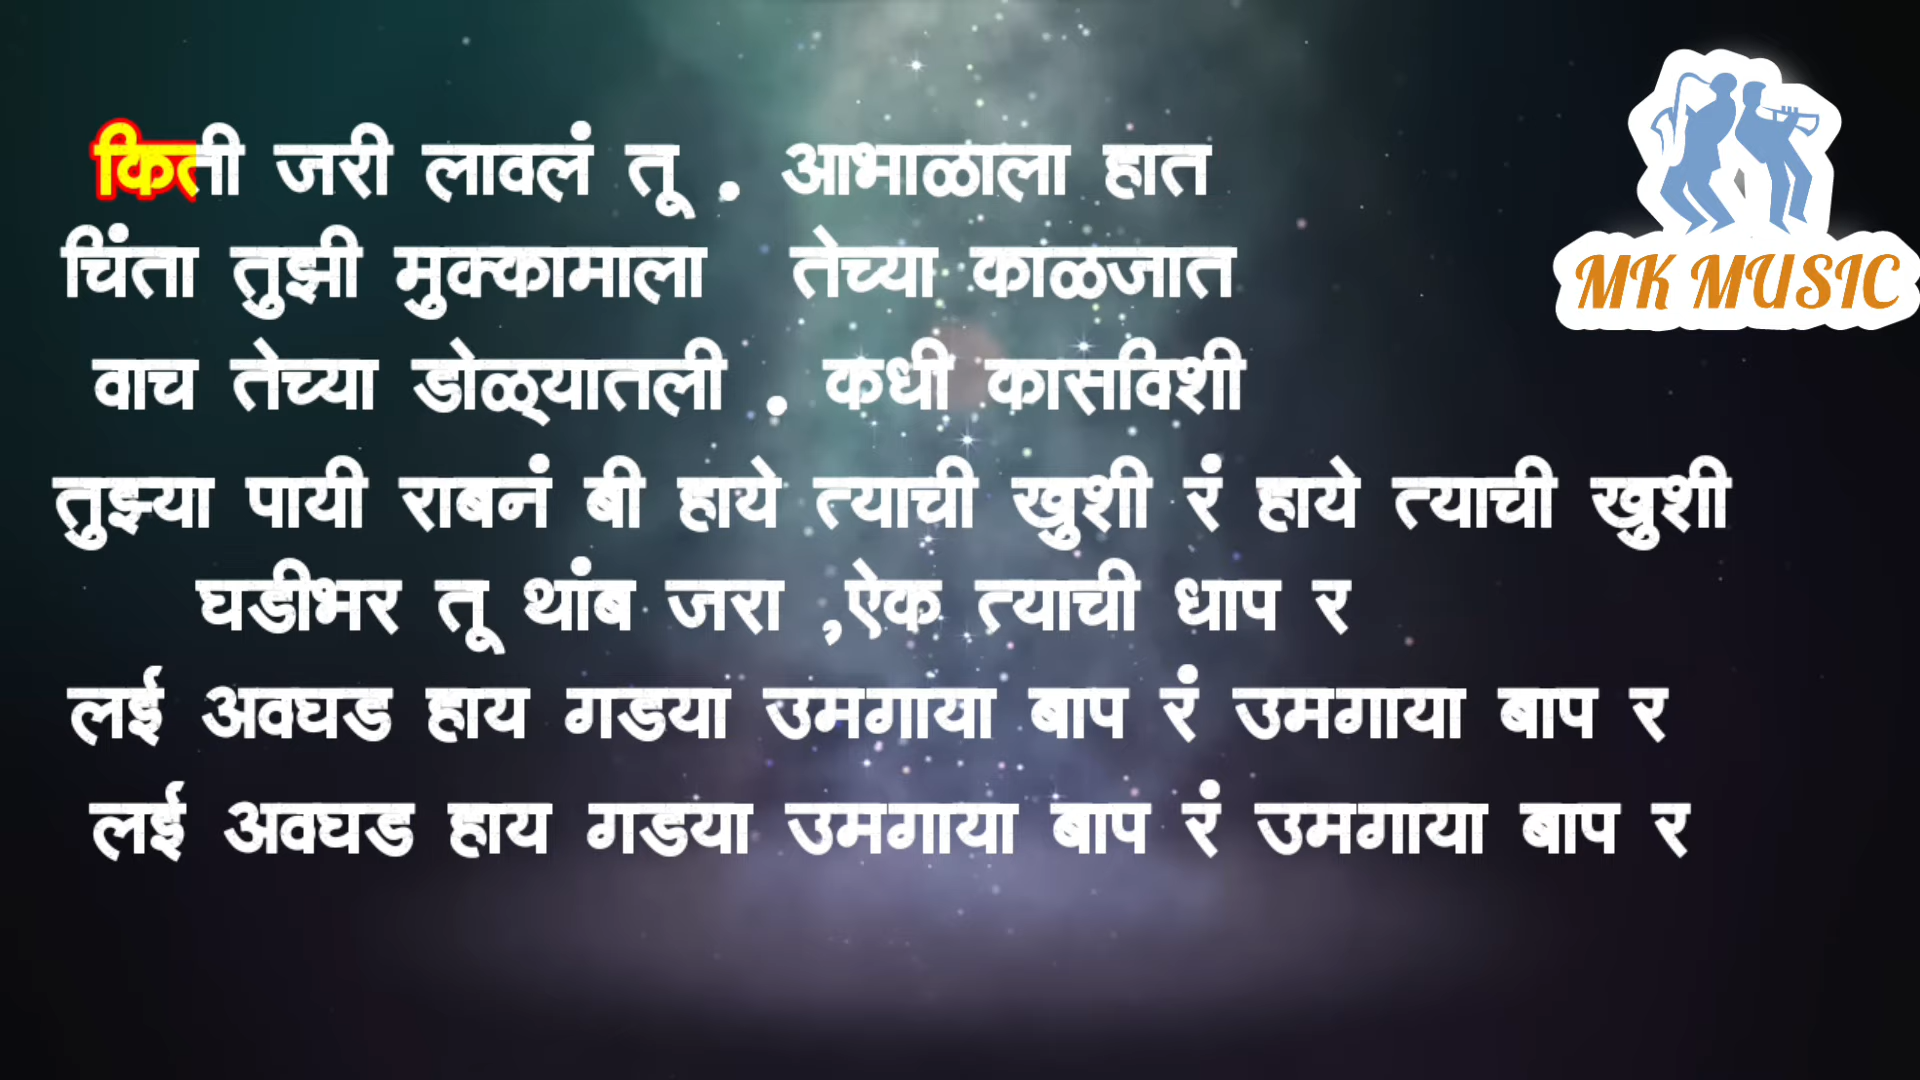 किती जरी लावलं तू . आभाळाला हात
चिंता तुझी मुक्कामाला तेच्या काळजात
वाच तेच्या डोळ्यातली . कधी कासाविशी
तुझ्या पायी राबनं बी हाये त्याची खुशी रं हाये त्याची खुशी
घडीभर तू थांब जरा ,ऐक त्याची धाप र
लई अवघड हाय गडया उमगाया बाप रं उमगाया बाप र
लई अवघड हाय गडया उमगाया बाप रं उमगाया बाप र
MK MUSIC